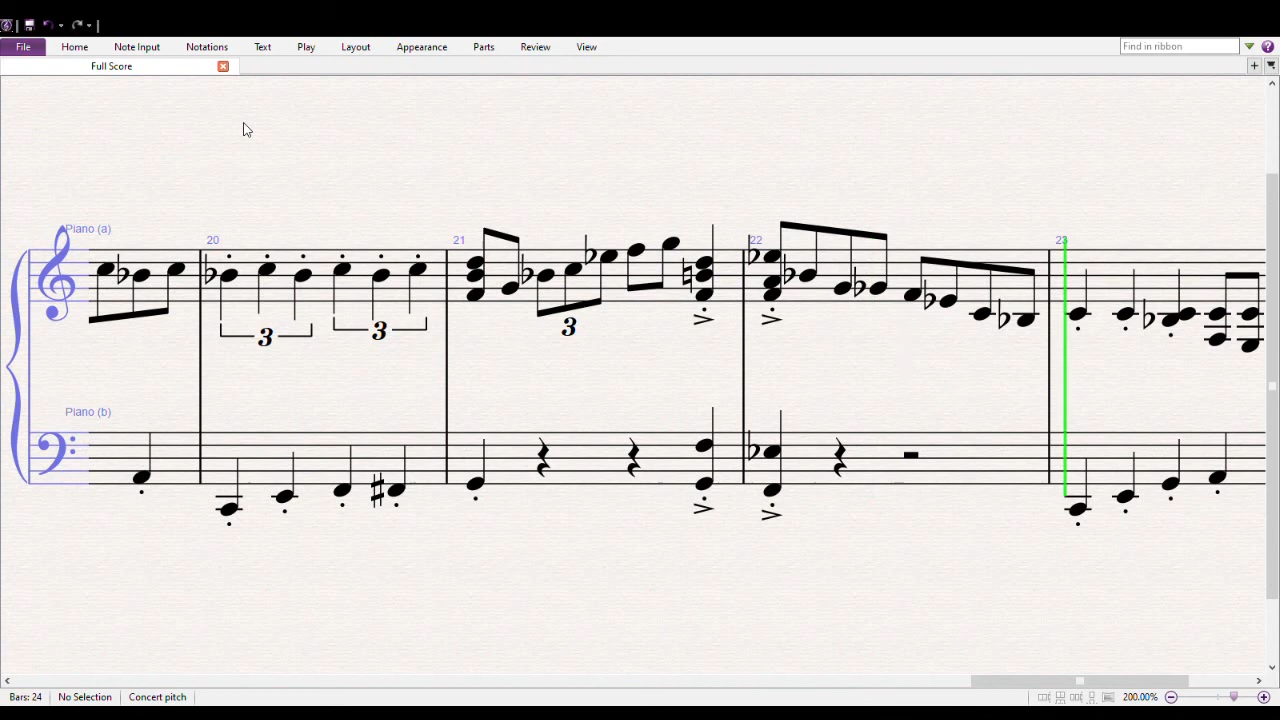 File Home Note Input Notations Text Play Layout Appearance Parts Review View Find in ribbon
Full Score
Piano (a)
20 21 22 23
3 3 3
Piano (b)
Bars: 24 No Selection Concert pitch 200.00%